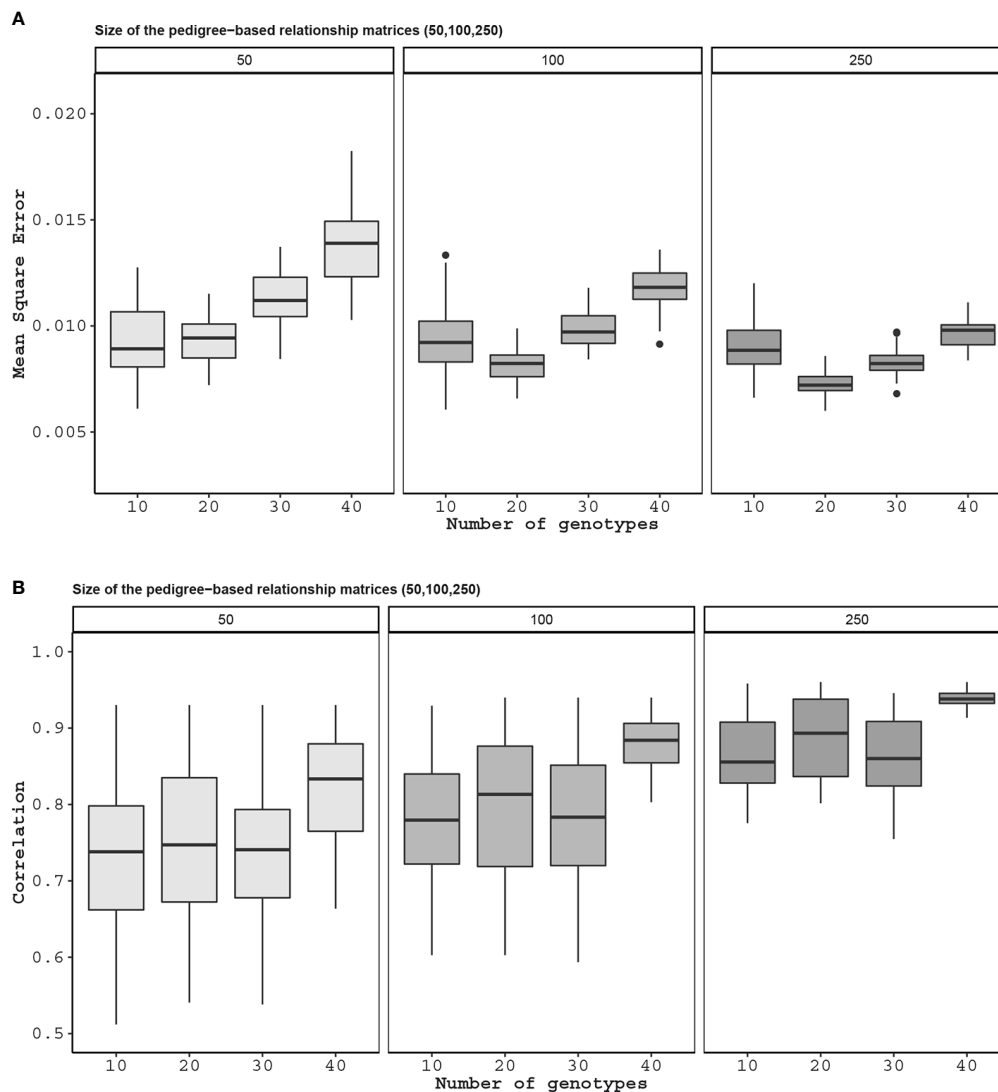 A
Size of the pedigree−based relationship matrices (50,100,250)
50 100 250
0.020
0.015
0.010
0.005
Mean Square Error
10 20 30 40 10 20 30 40 10 20 30 40
Number of genotypes
B
Size of the pedigree−based relationship matrices (50,100,250)
50 100 250
1.0
0.9
0.8
0.7
0.6
0.5
Correlation
10 20 30 40 10 20 30 40 10 20 30 40
Number of genotypes